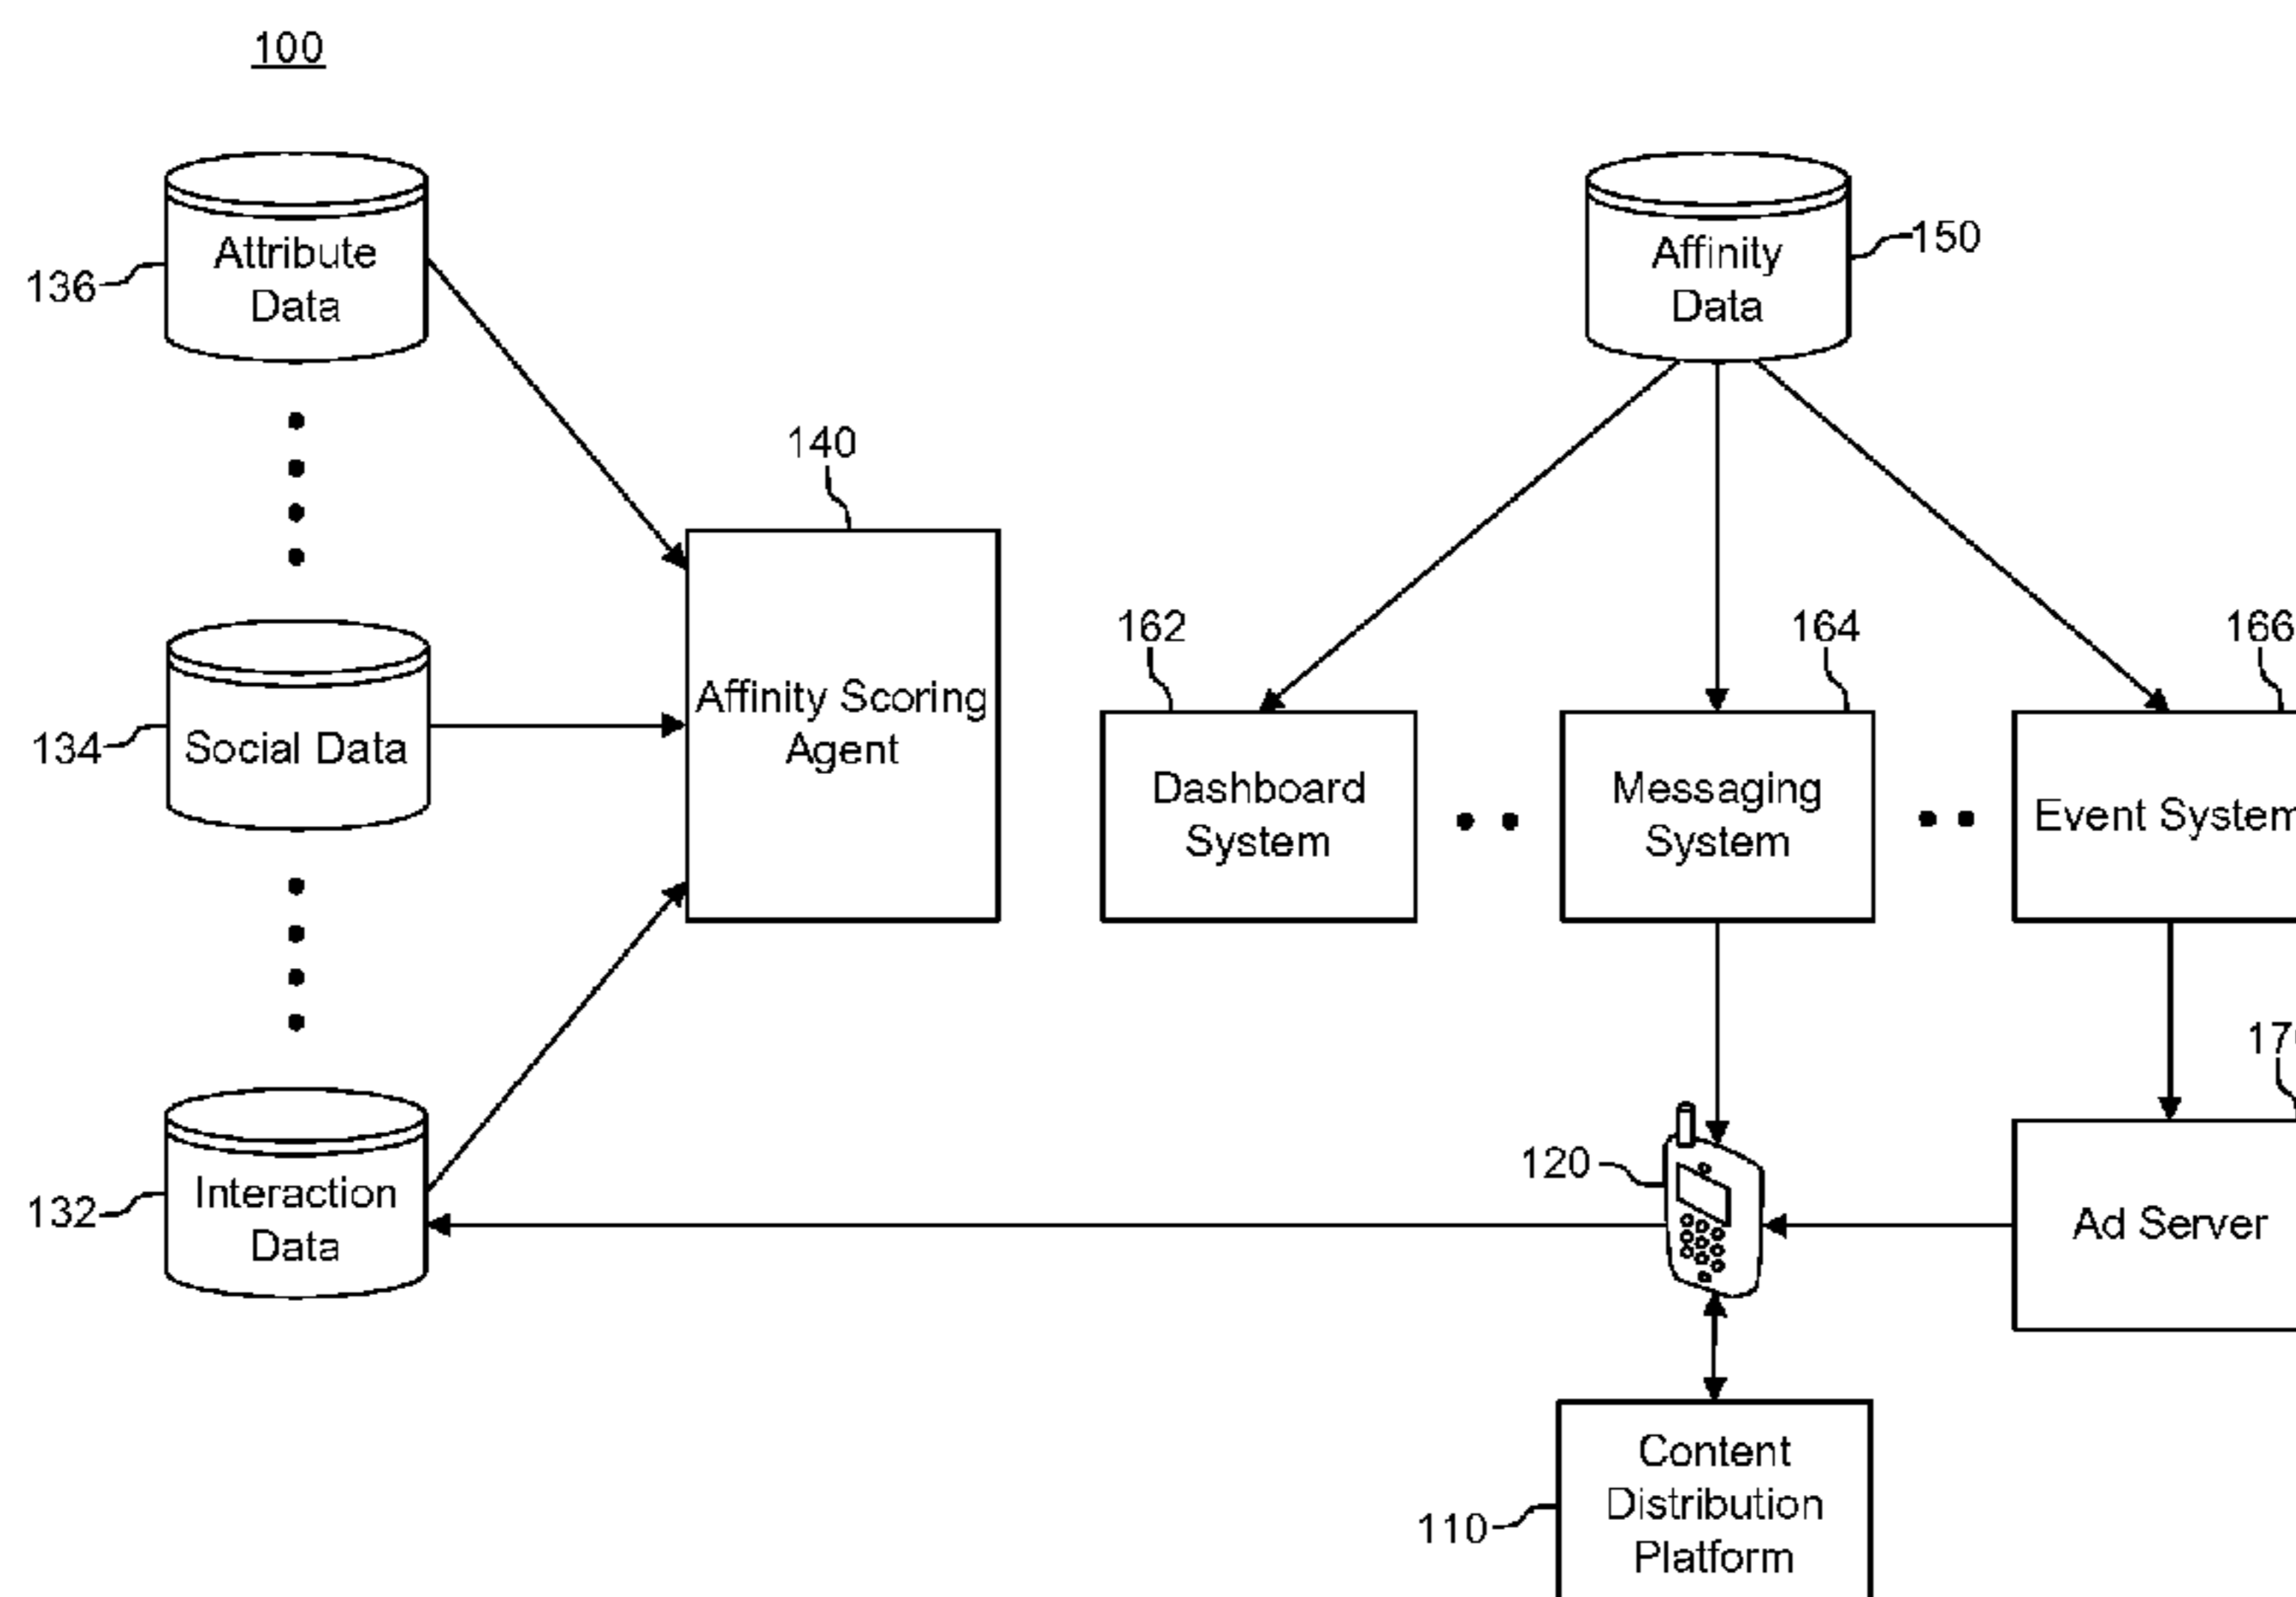 100
Attribute
Data
136
Affinity
Data
150
140
Affinity Scoring
Agent
162
164
166
Social Data
134
Dashboard
System
Messaging
System
Event System
120
Interaction
Data
132
Ad Server
110
Content
Distribution
Platform